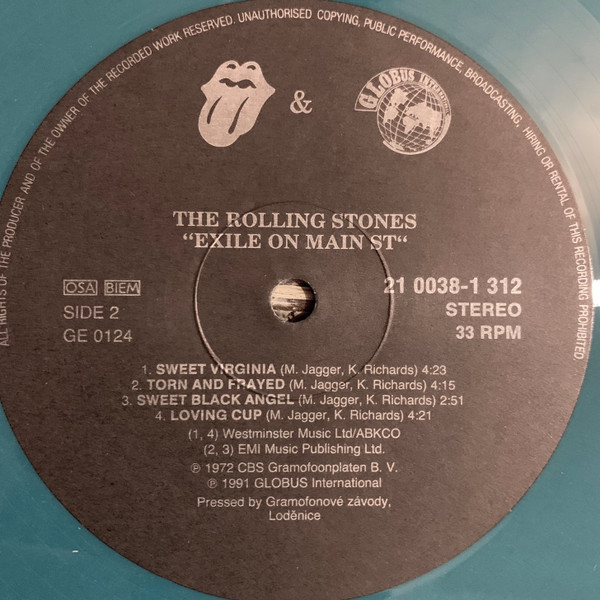 ALL RIGHTS OF THE PRODUCER AND OF THE OWNER OF THE RECORDED WORK RESERVED. UNAUTHORISED COPYING, PUBLIC PERFORMANCE, BROADCASTING, HIRING OR RENTAL OF THIS RECORDING PROHIBITED.
& GLOBUS INTERNATIONAL
THE ROLLING STONES
“EXILE ON MAIN ST“
OSA BIEM
SIDE 2
GE 0124
21 0038-1 312
STEREO
33 RPM
1. SWEET VIRGINIA (M. Jagger, K. Richards) 4:23
2. TORN AND FRAYED (M. Jagger, K. Richards) 4:15
3. SWEET BLACK ANGEL (M. Jagger, K. Richards) 2:51
4. LOVING CUP (M. Jagger, K. Richards) 4:21
(1, 4) Westminster Music Ltd/ABKCO
(2, 3) EMI Music Publishing Ltd.
℗ 1972 CBS Gramofoonplaten B. V.
℗ 1991 GLOBUS International
Pressed by Gramofonové závody,
Loděnice